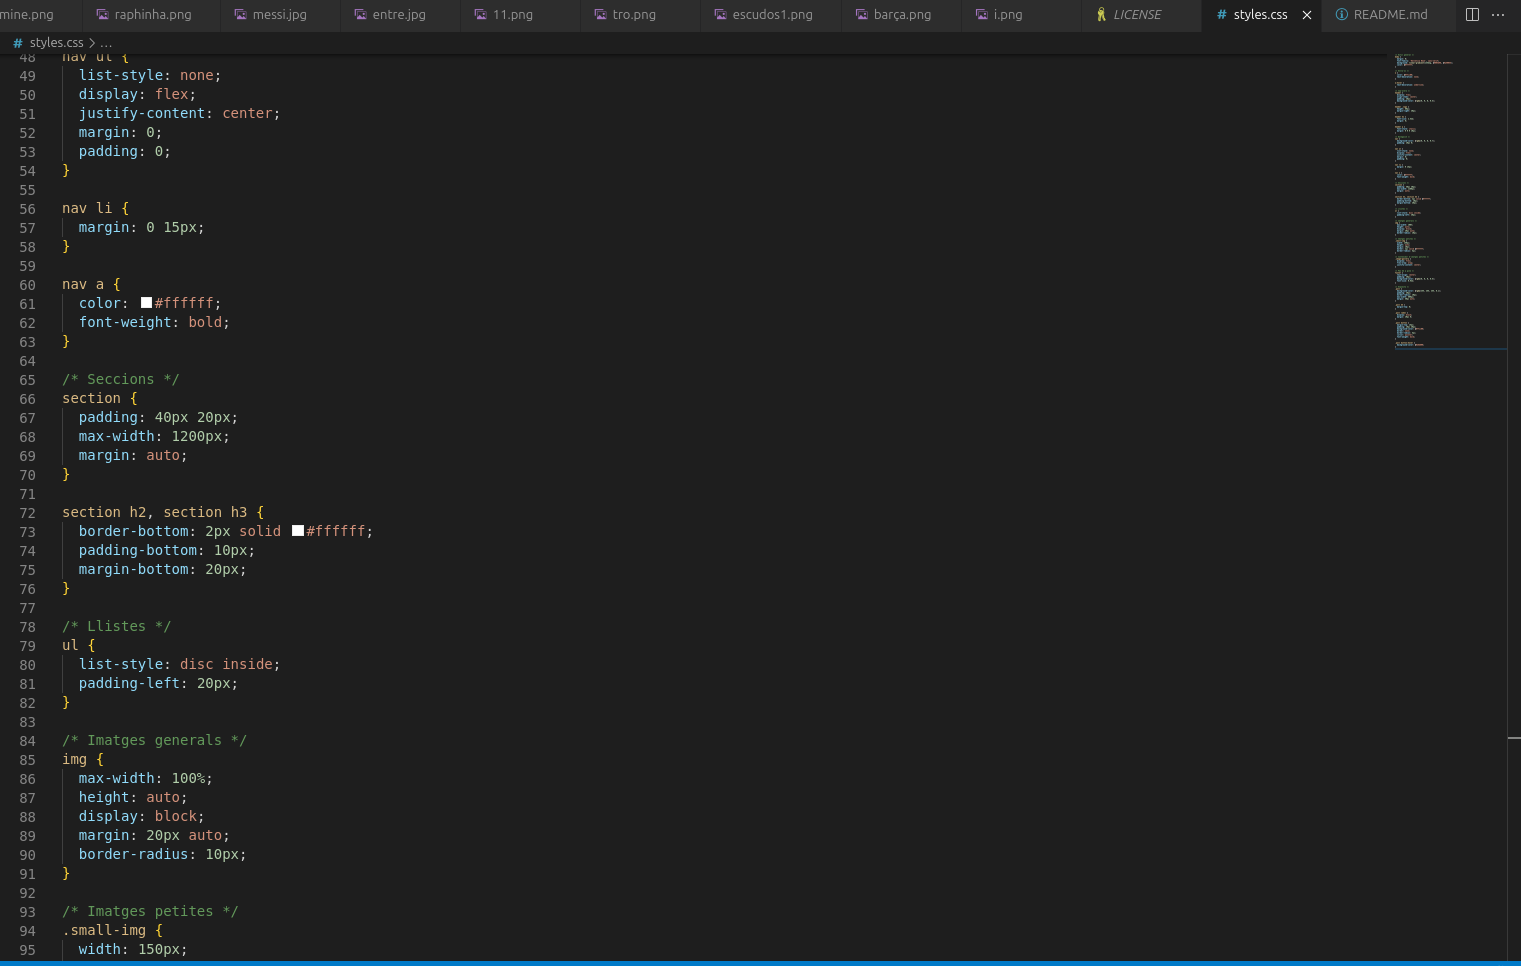 mine.png raphinha.png messi.jpg entre.jpg 11.png tro.png escudos1.png barça.png i.png LICENSE # styles.css × README.md ···
# styles.css > ...
48 nav ul {
49 list-style: none;
50 display: flex;
51 justify-content: center;
52 margin: 0;
53 padding: 0;
54 }
55
56 nav li {
57 margin: 0 15px;
58 }
59
60 nav a {
61 color: #ffffff;
62 font-weight: bold;
63 }
64
65 /* Seccions */
66 section {
67 padding: 40px 20px;
68 max-width: 1200px;
69 margin: auto;
70 }
71
72 section h2, section h3 {
73 border-bottom: 2px solid #ffffff;
74 padding-bottom: 10px;
75 margin-bottom: 20px;
76 }
77
78 /* Llistes */
79 ul {
80 list-style: disc inside;
81 padding-left: 20px;
82 }
83
84 /* Imatges generals */
85 img {
86 max-width: 100%;
87 height: auto;
88 display: block;
89 margin: 20px auto;
90 border-radius: 10px;
91 }
92
93 /* Imatges petites */
94 .small-img {
95 width: 150px;